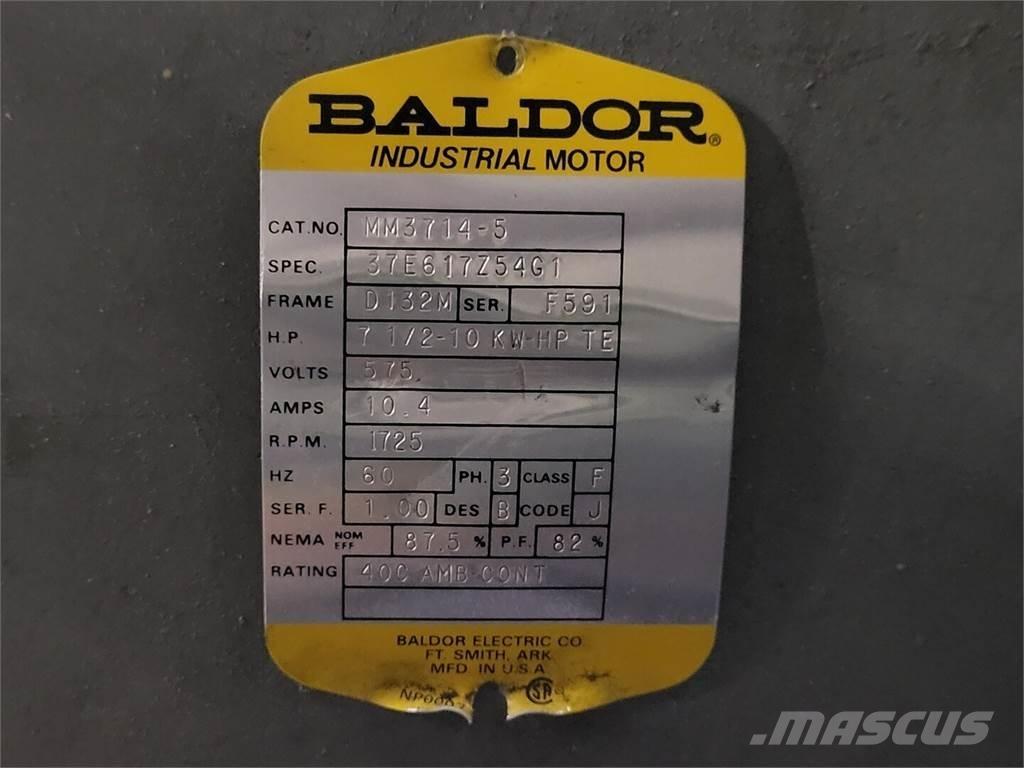 BALDOR®
INDUSTRIAL MOTOR
CAT.NO. MM3714-5
SPEC. 37E617Z54G1
FRAME D132M SER. F591
H.P. 7 1/2-10 KW-HP TE
VOLTS 575.
AMPS 10.4
R.P.M. 1725
HZ 60 PH. 3 CLASS F
SER. F. 1.00 DES B CODE J
NEMA NOM EFF 87.5 % P.F. 82 %
RATING 40C AMB-CONT
BALDOR ELECTRIC CO
FT. SMITH, ARK
MFD. IN U.S.A.
SA
.MASCUS